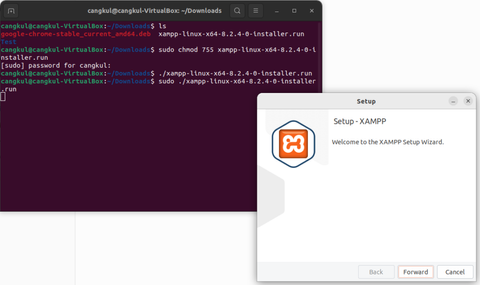 cangkul@cangkul-VirtualBox: ~/Downloads
cangkul@cangkul-VirtualBox:~/Downloads$ ls
google-chrome-stable_current_amd64.deb  xampp-linux-x64-8.2.4-0-installer.run
Test
cangkul@cangkul-VirtualBox:~/Downloads$ sudo chmod 755 xampp-linux-x64-8.2.4-0-i
nstaller.run
[sudo] password for cangkul:
cangkul@cangkul-VirtualBox:~/Downloads$ ./xampp-linux-x64-8.2.4-0-installer.run
cangkul@cangkul-VirtualBox:~/Downloads$ sudo ./xampp-linux-x64-8.2.4-0-installer
.run
Setup
Setup - XAMPP
Welcome to the XAMPP Setup Wizard.
Back
Forward
Cancel